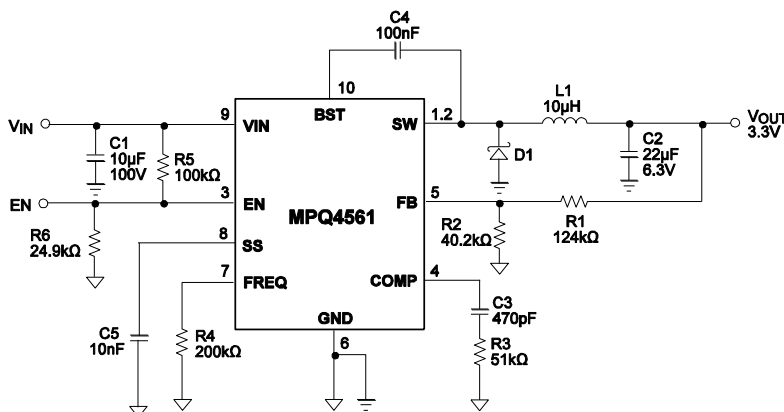 C4
100nF
10
L1
10µH
VIN
9
VIN
BST
SW
1.2
VOUT
3.3V
C1
10µF
100V
R5
100kΩ
D1
C2
22µF
6.3V
EN
3
EN
MPQ4561
FB
5
R6
24.9kΩ
8
SS
R2
40.2kΩ
R1
124kΩ
7
FREQ
COMP
4
C3
470pF
GND
6
C5
10nF
R4
200kΩ
R3
51kΩ